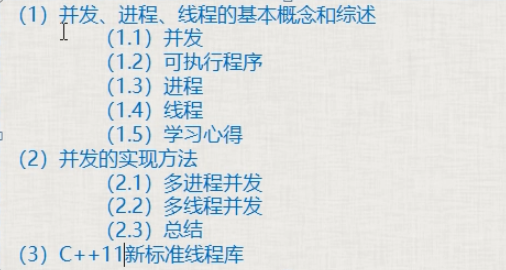 （1）并发、进程、线程的基本概念和综述
（1.1）并发
（1.2）可执行程序
（1.3）进程
（1.4）线程
（1.5）学习心得
（2）并发的实现方法
（2.1）多进程并发
（2.2）多线程并发
（2.3）总结
（3）C++11新标准线程库